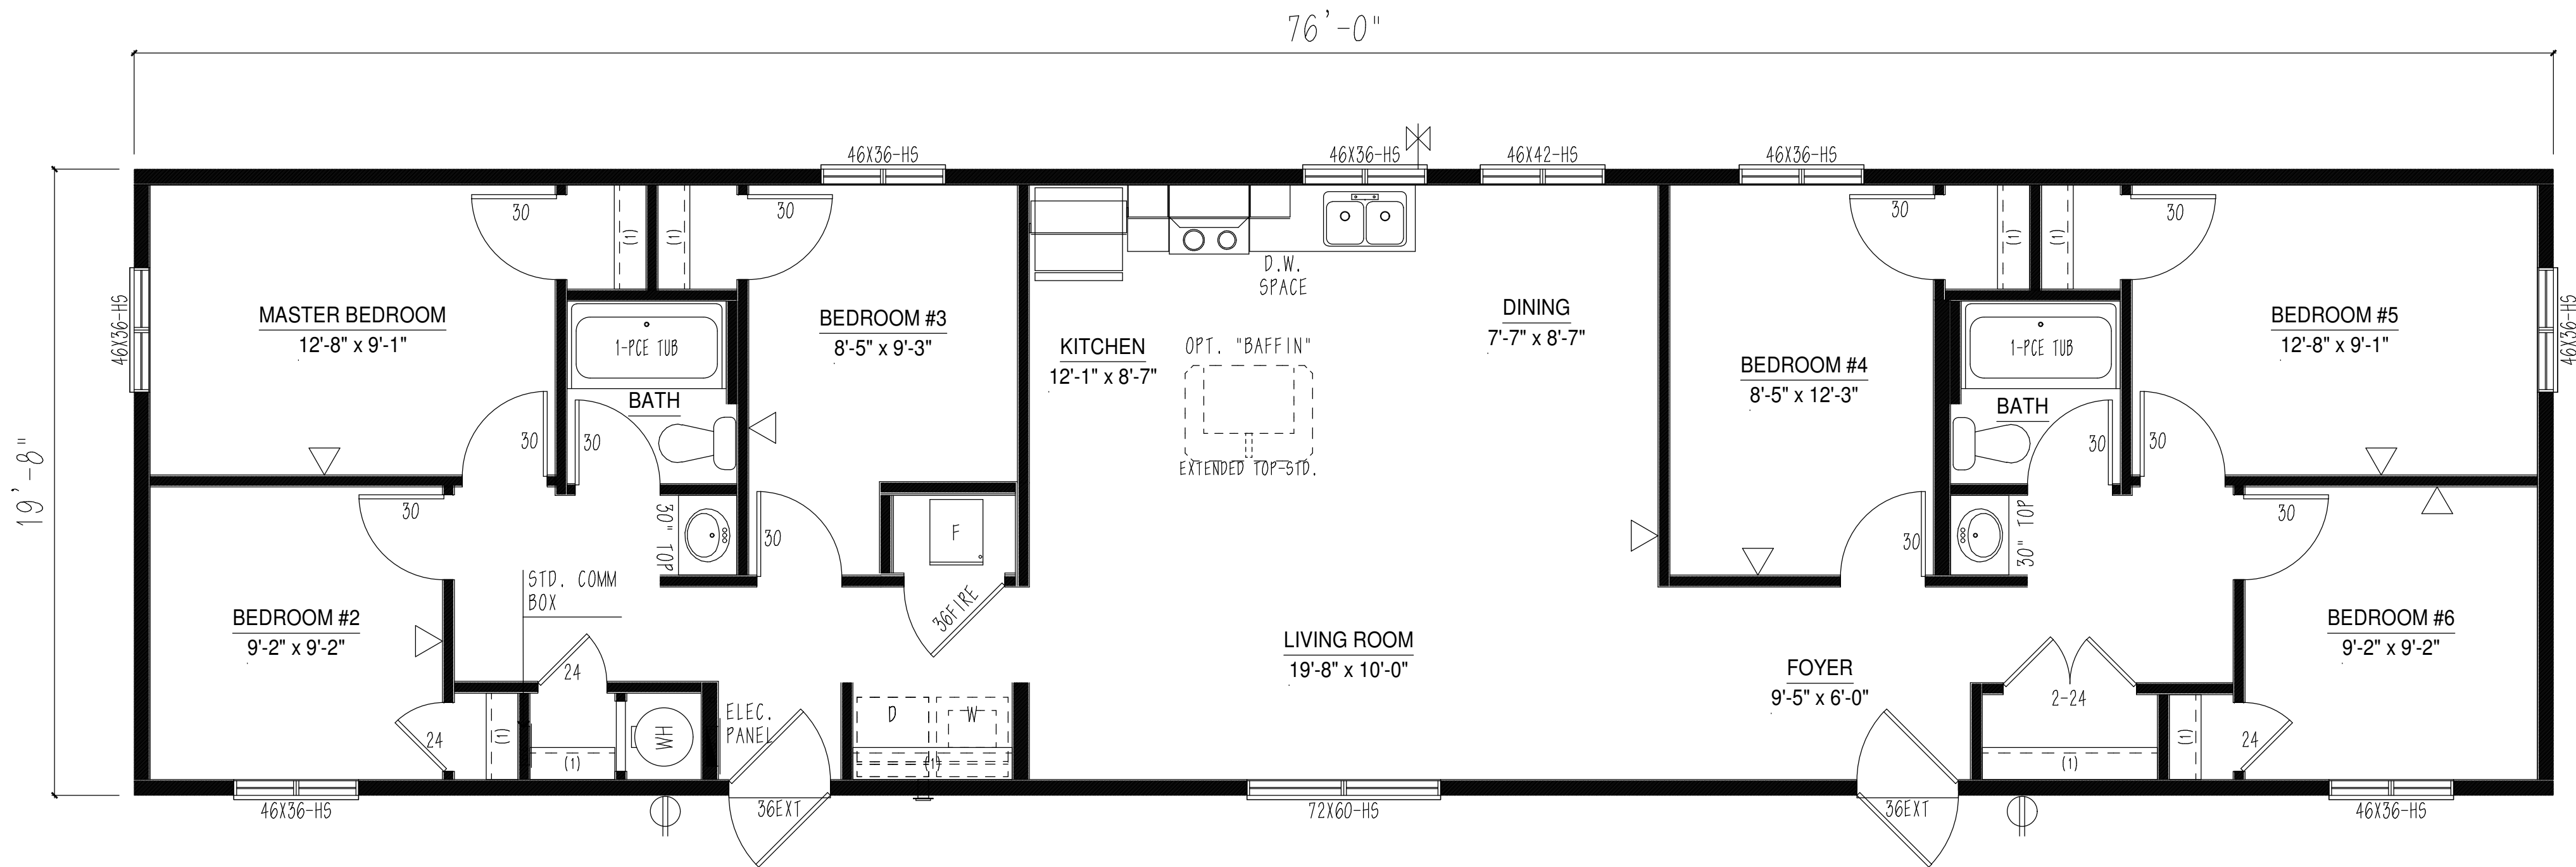 76'-0"
46X36-HS
46X36-HS
46X42-HS
46X36-HS
30
(1)
(1)
30
30
(1)
(1)
30
D.W.
SPACE
46X36-HS
MASTER BEDROOM
12'-8" x 9'-1"
1-PCE TUB
BEDROOM #3
8'-5" x 9'-3"
KITCHEN
12'-1" x 8'-7"
OPT. "BAFFIN"
EXTENDED TOP-STD.
DINING
7'-7" x 8'-7"
BEDROOM #4
8'-5" x 12'-3"
1-PCE TUB
BEDROOM #5
12'-8" x 9'-1"
46X36-HS
BATH
BATH
30
30
30
30
19'-8"
30
30" TOP
30
F
30
30" TOP
30
STD. COMM
BOX
36FIRE
BEDROOM #2
9'-2" x 9'-2"
LIVING ROOM
19'-8" x 10'-0"
FOYER
9'-5" x 6'-0"
BEDROOM #6
9'-2" x 9'-2"
24
2-24
24
(1)
(1)
WH
ELEC.
PANEL
D
W
(1)
(1)
(1)
24
46X36-HS
36EXT
72X60-HS
36EXT
46X36-HS